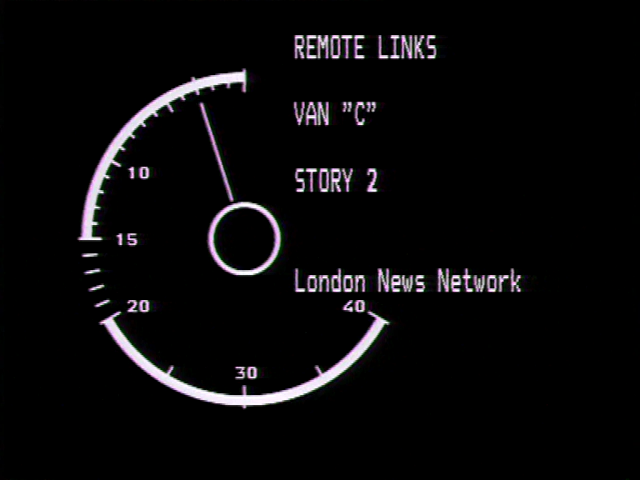 REMOTE LINKS
VAN "C"
STORY 2
10
15
London News Network
20
40
30